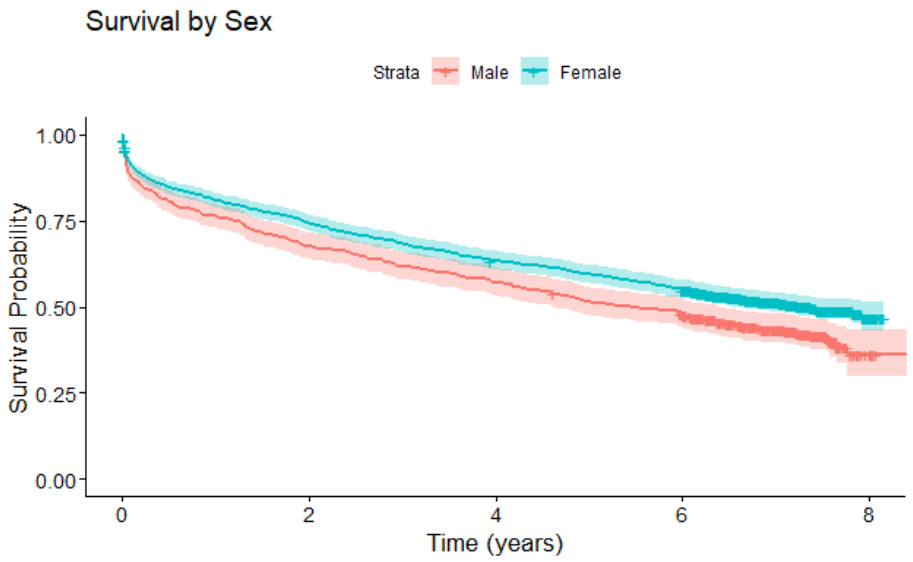 Survival by Sex
Strata Male Female
Survival Probability
1.00
0.75
0.50
0.25
0.00
0 2 4 6 8
Time (years)